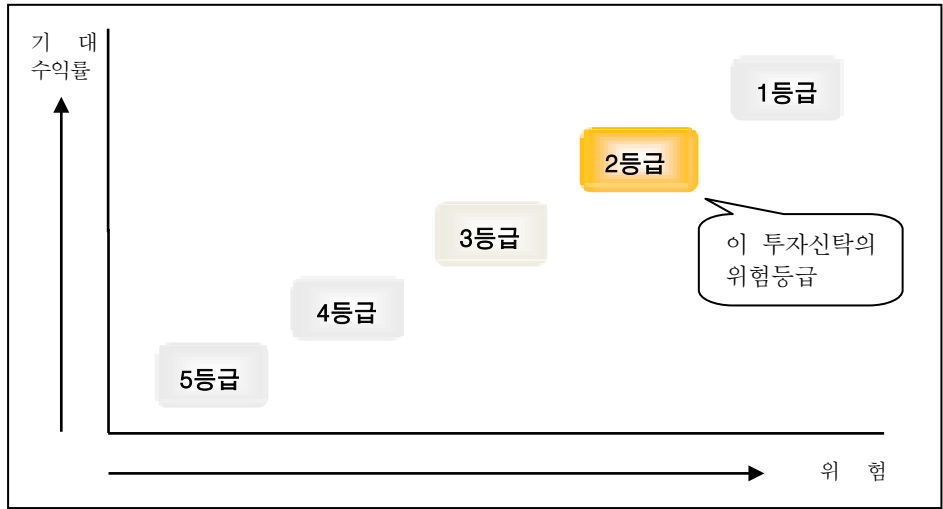 기 대
수익률
1등급
2등급
3등급
이 투자신탁의
위험등급
4등급
5등급
위 험